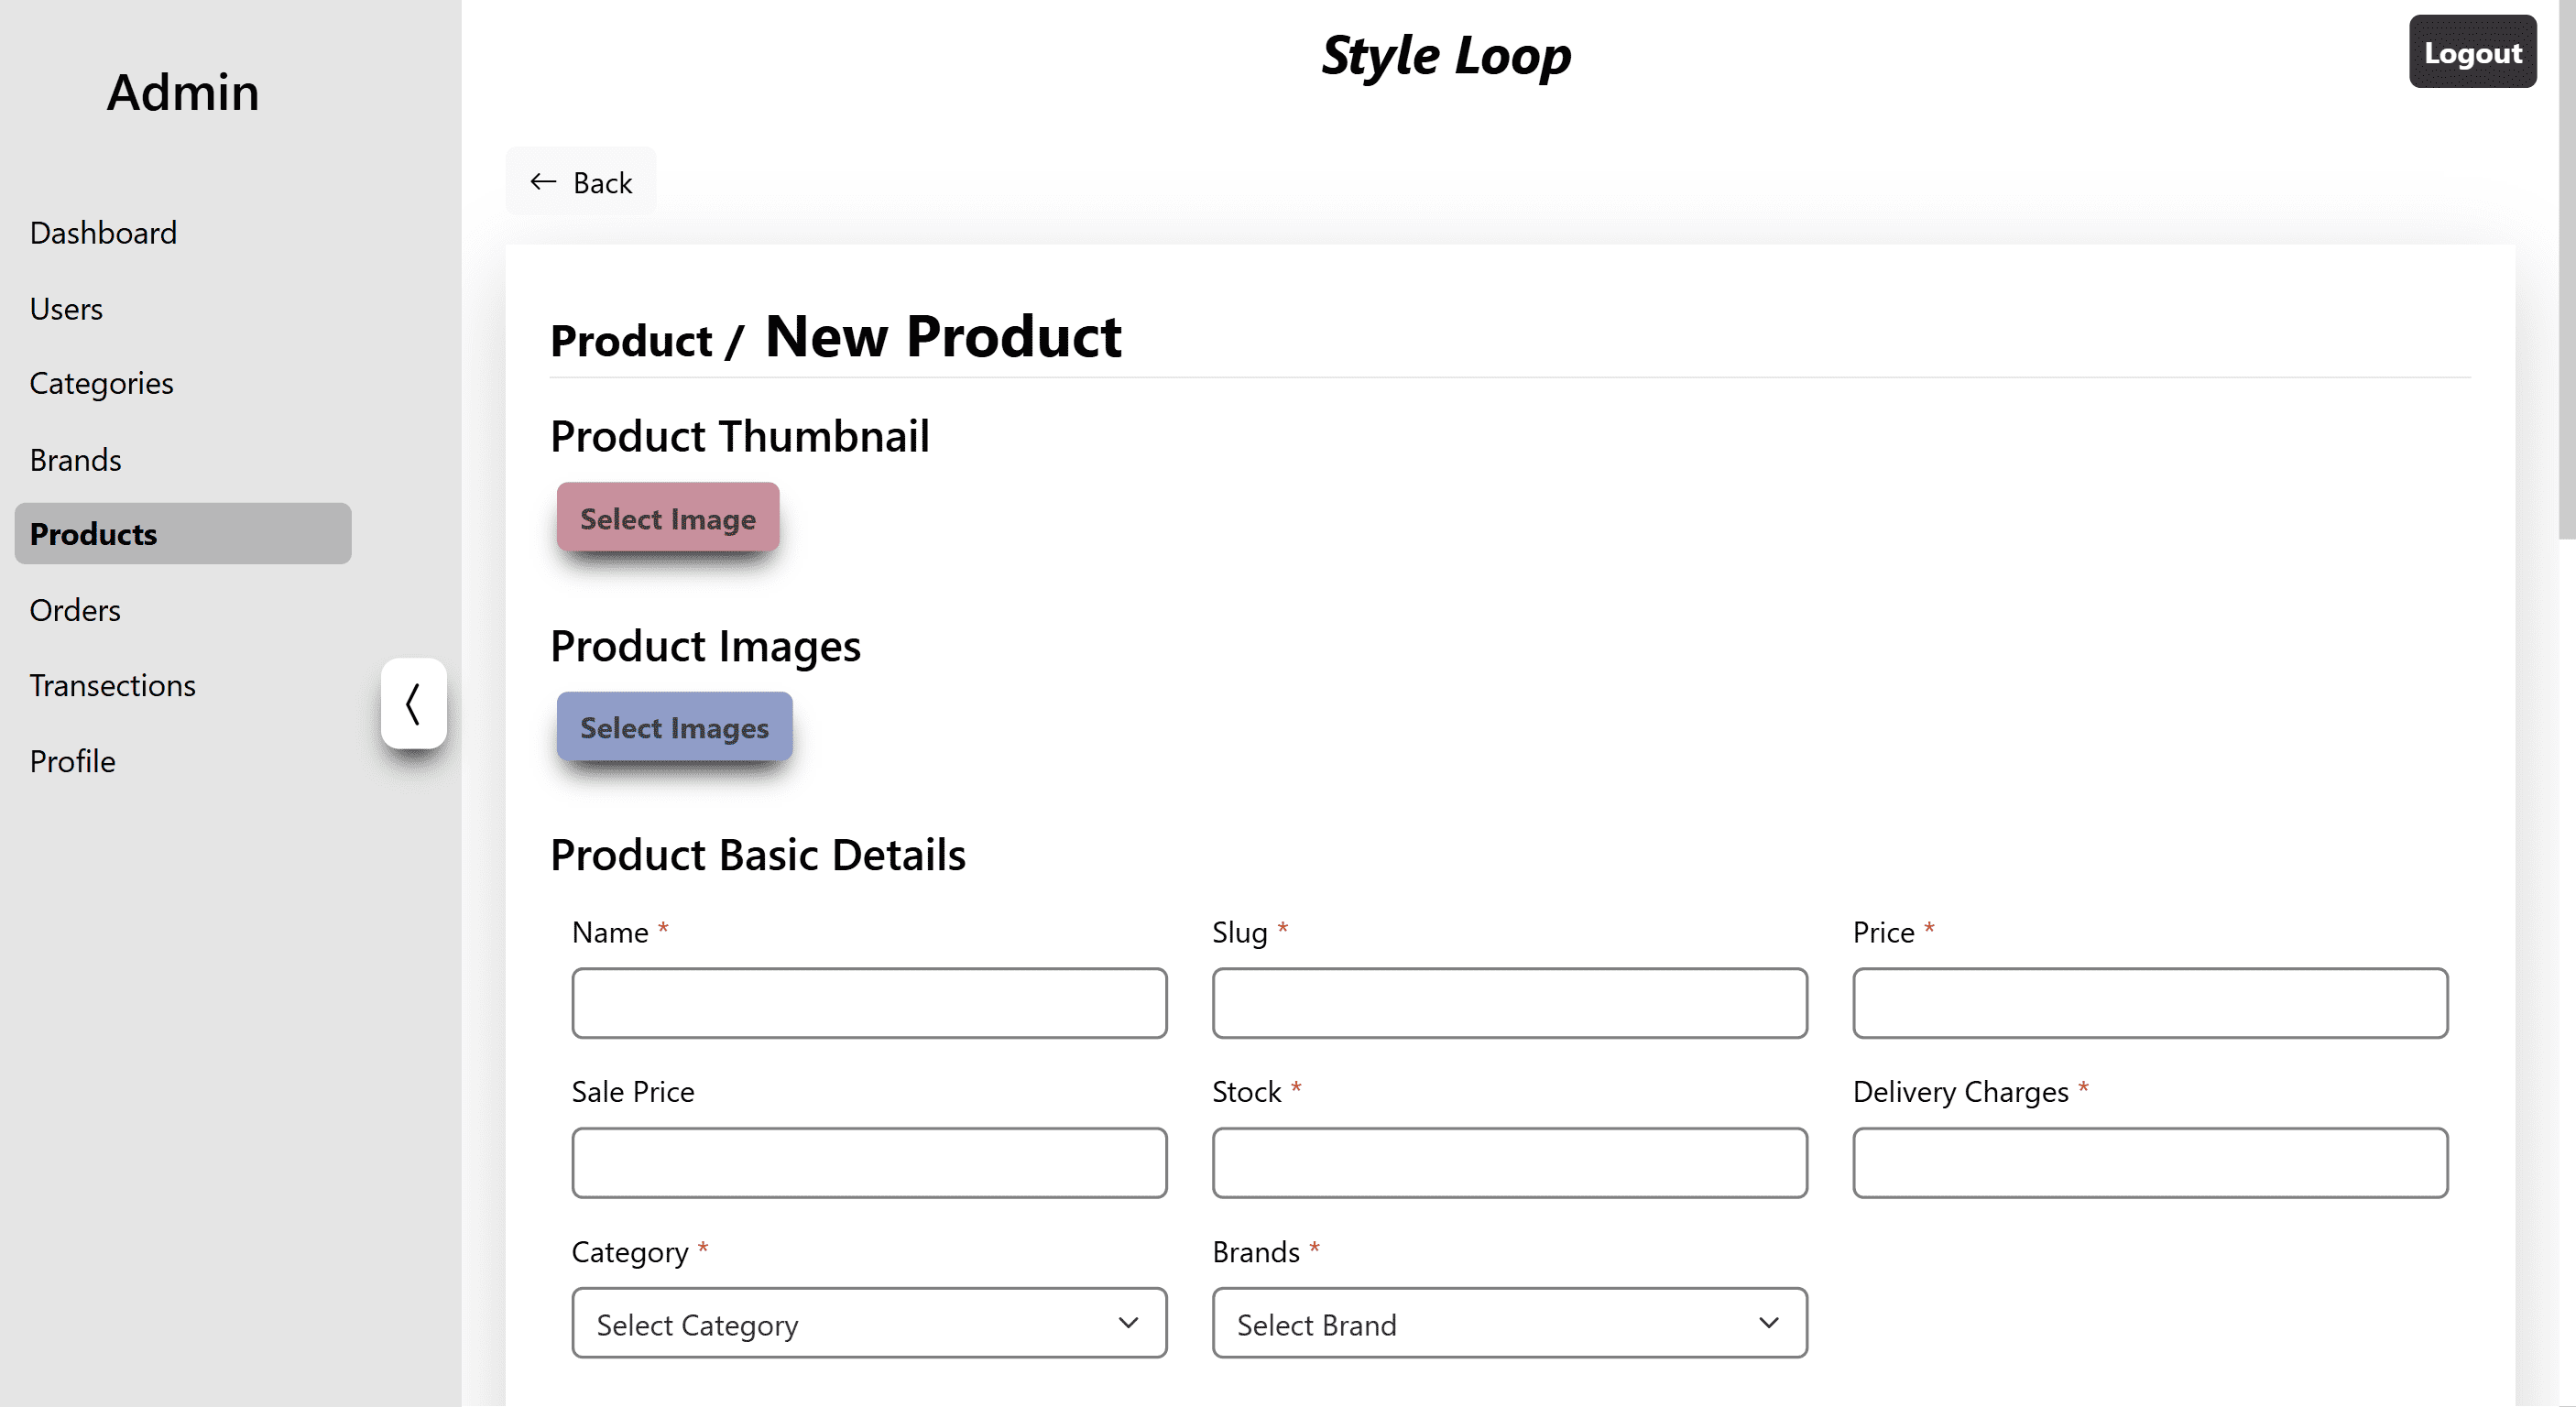 Admin
Dashboard
Users
Categories
Brands
Products
Orders
Transections
Profile
Style Loop
Logout
← Back
Product / New Product
Product Thumbnail
Select Image
Product Images
Select Images
Product Basic Details
Name * Slug * Price *
Sale Price Stock * Delivery Charges *
Category * Brands *
Select Category Select Brand